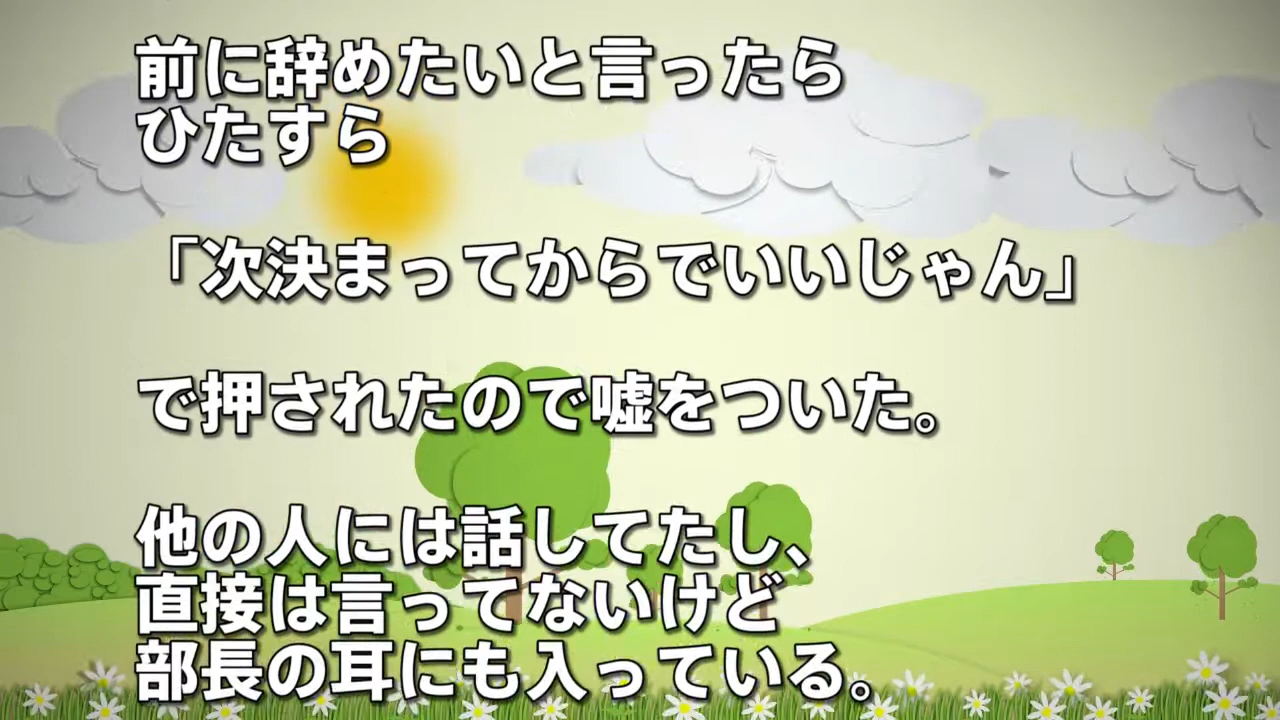 前に辞めたいと言ったら
ひたすら
「次決まってからでいいじゃん」
で押されたので嘘をついた。
他の人には話してたし、
直接は言ってないけど
部長の耳にも入っている。